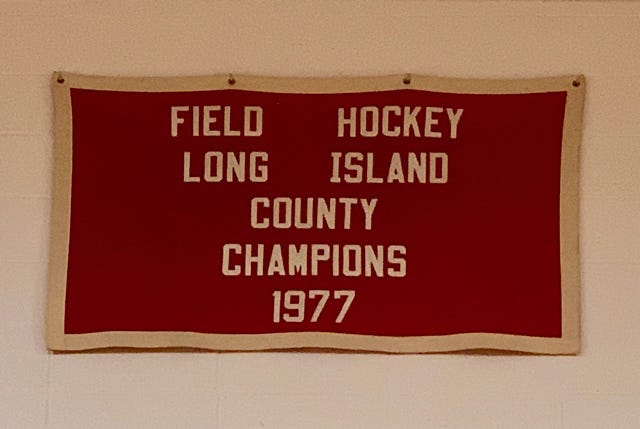 FIELD HOCKEY
LONG ISLAND
COUNTY
CHAMPIONS
1977